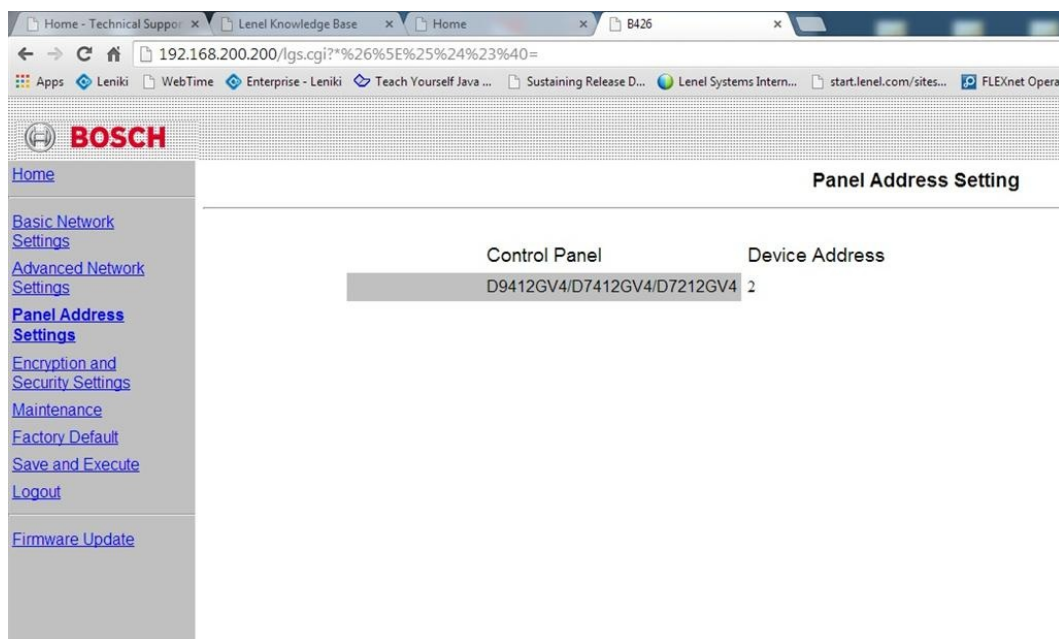 Home - Technical Suppor
Lenel Knowledge Base
Home
B426
192.168.200.200/lgs.cgi?*%26%5E%25%24%23%40=
Apps Leniki WebTime Enterprise - Leniki Teach Yourself Java ... Sustaining Release D... Lenel Systems Intern... start.lenel.com/sites... FLEXnet Opera
BOSCH
Home
Panel Address Setting
Basic Network
Settings
Advanced Network
Settings
Panel Address
Settings
Encryption and
Security Settings
Maintenance
Factory Default
Save and Execute
Logout
Firmware Update
Control Panel Device Address
D9412GV4/D7412GV4/D7212GV4 2